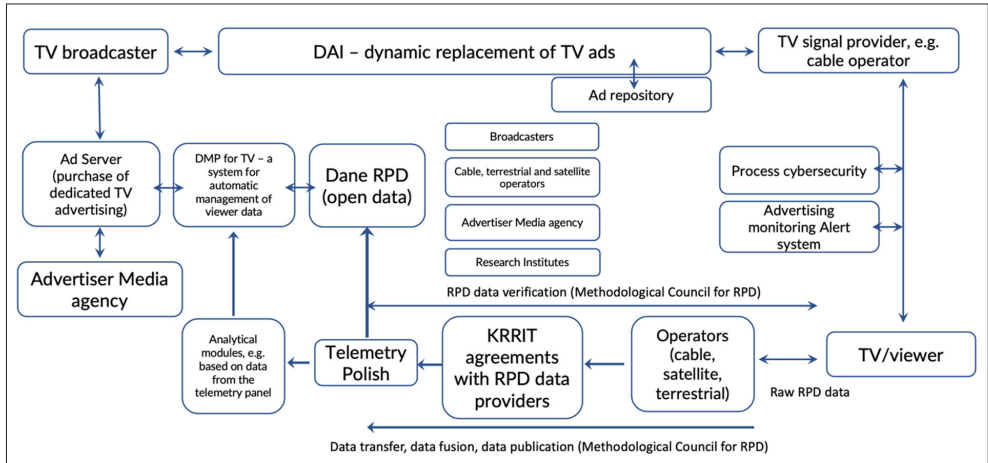 TV broadcaster
DAI – dynamic replacement of TV ads
TV signal provider, e.g.
cable operator
Ad repository
Ad Server
(purchase of
dedicated TV
advertising)
DMP for TV – a
system for
automatic
management of
viewer data
Dane RPD
(open data)
Broadcasters
Cable, terrestrial and satellite
operators
Advertiser Media agency
Research Institutes
Process cybersecurity
Advertising
monitoring Alert
system
Advertiser Media
agency
RPD data verification (Methodological Council for RPD)
Analytical
modules, e.g.
based on data
from the
telemetry panel
Telemetry
Polish
KRRIT
agreements
with RPD data
providers
Operators
(cable,
satellite,
terrestrial)
TV/viewer
Raw RPD data
Data transfer, data fusion, data publication (Methodological Council for RPD)